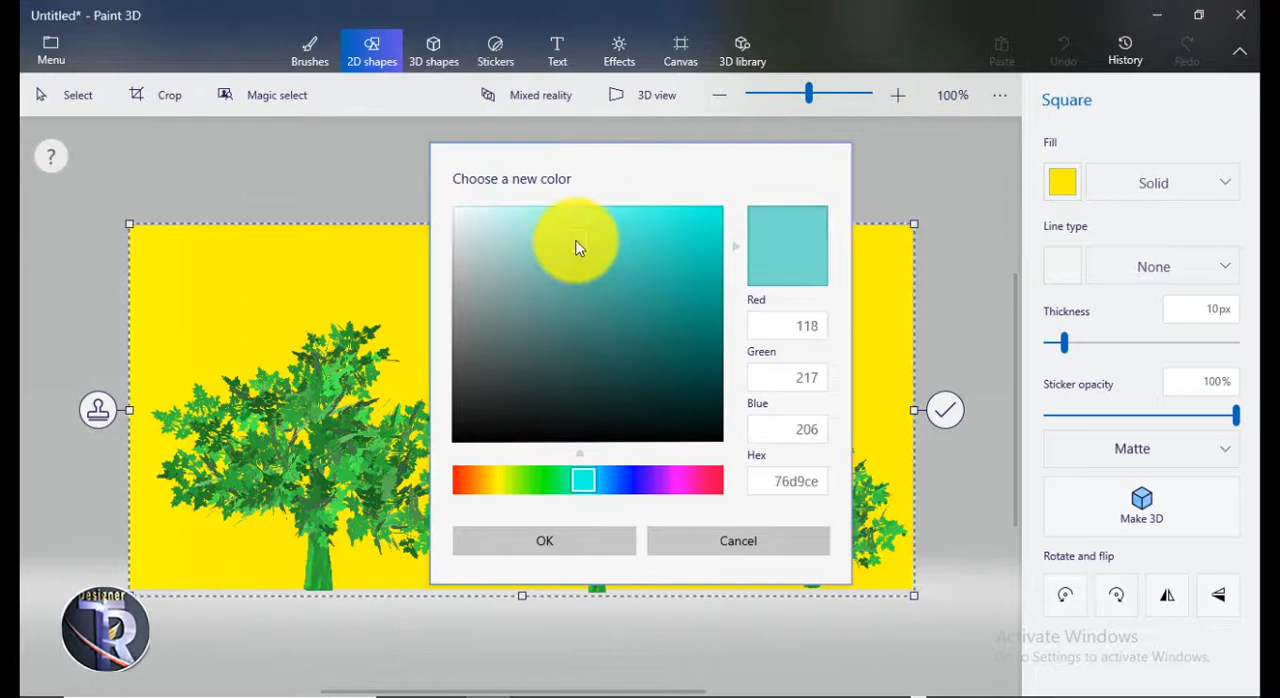 Untitled* - Paint 3D
Menu
Brushes
2D shapes
3D shapes
Stickers
Text
Effects
Canvas
3D library
Paste
Undo
History
Redo
Select
Crop
Magic select
Mixed reality
3D view
100%
Square
?
Fill
Solid
Line type
None
Thickness
10px
Sticker opacity
100%
Matte
Make 3D
Rotate and flip
Choose a new color
Red
118
Green
217
Blue
206
Hex
76d9ce
OK
Cancel
Designer
TR
Activate Windows
Go to Settings to activate Windows.